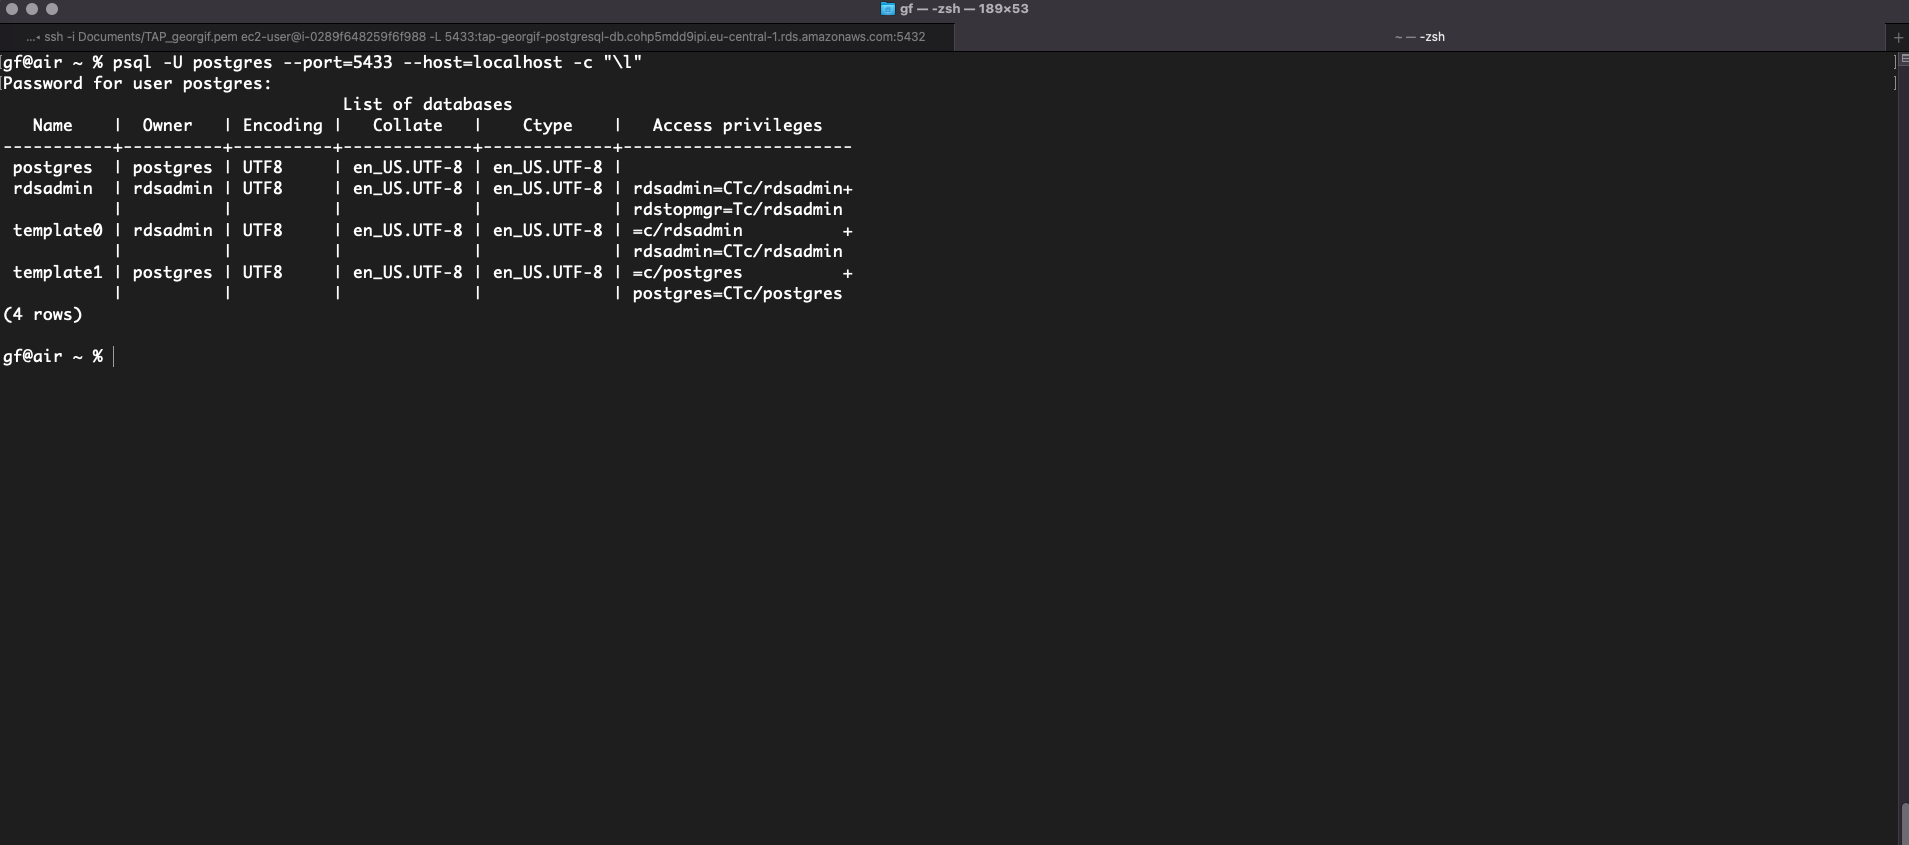 gf — -zsh — 189×53
...◂ ssh -i Documents/TAP_georgif.pem ec2-user@i-0289f648259f6f988 -L 5433:tap-georgif-postgresql-db.cohp5mdd9ipi.eu-central-1.rds.amazonaws.com:5432
~ — -zsh
+
[gf@air ~ % psql -U postgres --port=5433 --host=localhost -c "\l" ]
[Password for user postgres: ]
                                  List of databases
   Name    |  Owner   | Encoding |   Collate   |    Ctype    |   Access privileges
-----------+----------+----------+-------------+-------------+-----------------------
 postgres  | postgres | UTF8     | en_US.UTF-8 | en_US.UTF-8 |
 rdsadmin  | rdsadmin | UTF8     | en_US.UTF-8 | en_US.UTF-8 | rdsadmin=CTc/rdsadmin+
           |          |          |             |             | rdstopmgr=Tc/rdsadmin
 template0 | rdsadmin | UTF8     | en_US.UTF-8 | en_US.UTF-8 | =c/rdsadmin          +
           |          |          |             |             | rdsadmin=CTc/rdsadmin
 template1 | postgres | UTF8     | en_US.UTF-8 | en_US.UTF-8 | =c/postgres          +
           |          |          |             |             | postgres=CTc/postgres
(4 rows)
gf@air ~ %